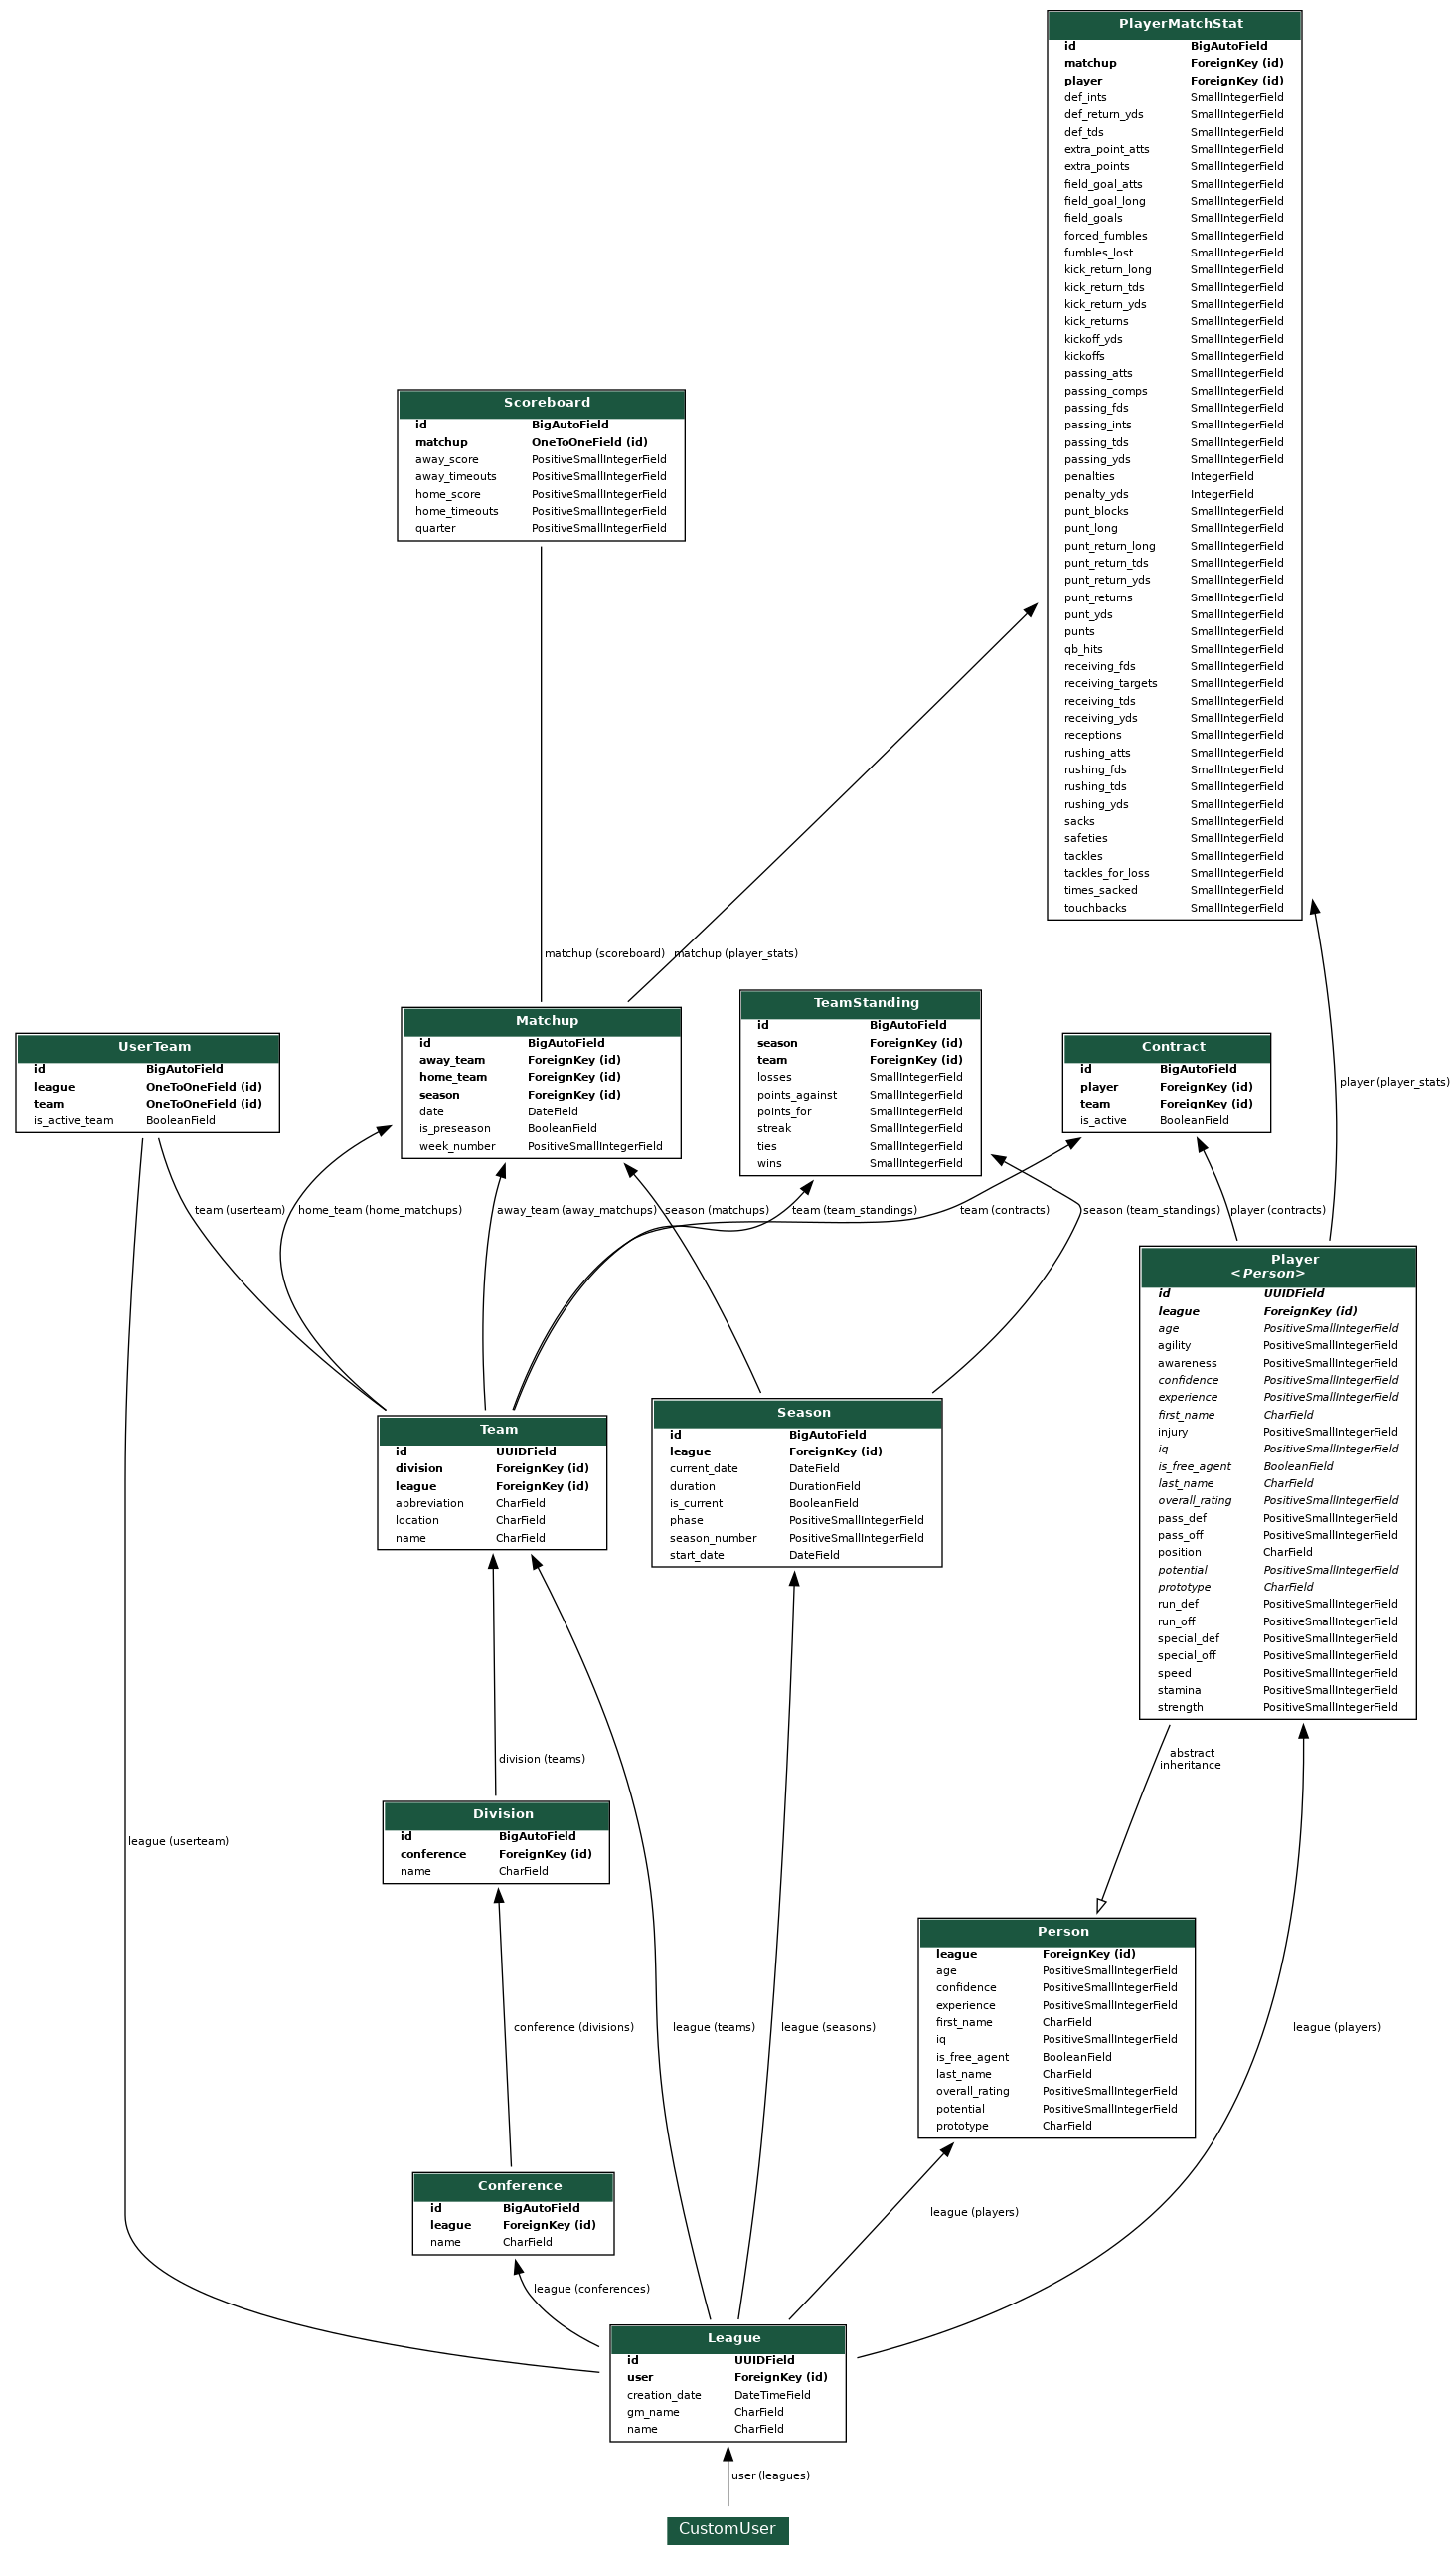 PlayerMatchStat
id BigAutoField
matchup ForeignKey (id)
player ForeignKey (id)
def_ints SmallIntegerField
def_return_yds SmallIntegerField
def_tds SmallIntegerField
extra_point_atts SmallIntegerField
extra_points SmallIntegerField
field_goal_atts SmallIntegerField
field_goal_long SmallIntegerField
field_goals SmallIntegerField
forced_fumbles SmallIntegerField
fumbles_lost SmallIntegerField
kick_return_long SmallIntegerField
kick_return_tds SmallIntegerField
kick_return_yds SmallIntegerField
kick_returns SmallIntegerField
kickoff_yds SmallIntegerField
kickoffs SmallIntegerField
passing_atts SmallIntegerField
passing_comps SmallIntegerField
passing_fds SmallIntegerField
passing_ints SmallIntegerField
passing_tds SmallIntegerField
passing_yds SmallIntegerField
penalties IntegerField
penalty_yds IntegerField
punt_blocks SmallIntegerField
punt_long SmallIntegerField
punt_return_long SmallIntegerField
punt_return_tds SmallIntegerField
punt_return_yds SmallIntegerField
punt_returns SmallIntegerField
punt_yds SmallIntegerField
punts SmallIntegerField
qb_hits SmallIntegerField
receiving_fds SmallIntegerField
receiving_targets SmallIntegerField
receiving_tds SmallIntegerField
receiving_yds SmallIntegerField
receptions SmallIntegerField
rushing_atts SmallIntegerField
rushing_fds SmallIntegerField
rushing_tds SmallIntegerField
rushing_yds SmallIntegerField
sacks SmallIntegerField
safeties SmallIntegerField
tackles SmallIntegerField
tackles_for_loss SmallIntegerField
times_sacked SmallIntegerField
touchbacks SmallIntegerField
Scoreboard
id BigAutoField
matchup OneToOneField (id)
away_score PositiveSmallIntegerField
away_timeouts PositiveSmallIntegerField
home_score PositiveSmallIntegerField
home_timeouts PositiveSmallIntegerField
quarter PositiveSmallIntegerField
matchup (scoreboard)
matchup (player_stats)
UserTeam
id BigAutoField
league OneToOneField (id)
team OneToOneField (id)
is_active_team BooleanField
Matchup
id BigAutoField
away_team ForeignKey (id)
home_team ForeignKey (id)
season ForeignKey (id)
date DateField
is_preseason BooleanField
week_number PositiveSmallIntegerField
TeamStanding
id BigAutoField
season ForeignKey (id)
team ForeignKey (id)
losses SmallIntegerField
points_against SmallIntegerField
points_for SmallIntegerField
streak SmallIntegerField
ties SmallIntegerField
wins SmallIntegerField
Contract
id BigAutoField
player ForeignKey (id)
team ForeignKey (id)
is_active BooleanField
player (player_stats)
team (userteam)
home_team (home_matchups)
away_team (away_matchups)
season (matchups)
team (team_standings)
team (contracts)
season (team_standings)
player (contracts)
Player
<Person>
id UUIDField
league ForeignKey (id)
age PositiveSmallIntegerField
agility PositiveSmallIntegerField
awareness PositiveSmallIntegerField
confidence PositiveSmallIntegerField
experience PositiveSmallIntegerField
first_name CharField
injury PositiveSmallIntegerField
iq PositiveSmallIntegerField
is_free_agent BooleanField
last_name CharField
overall_rating PositiveSmallIntegerField
pass_def PositiveSmallIntegerField
pass_off PositiveSmallIntegerField
position CharField
potential PositiveSmallIntegerField
prototype CharField
run_def PositiveSmallIntegerField
run_off PositiveSmallIntegerField
special_def PositiveSmallIntegerField
special_off PositiveSmallIntegerField
speed PositiveSmallIntegerField
stamina PositiveSmallIntegerField
strength PositiveSmallIntegerField
Team
id UUIDField
division ForeignKey (id)
league ForeignKey (id)
abbreviation CharField
location CharField
name CharField
Season
id BigAutoField
league ForeignKey (id)
current_date DateField
duration DurationField
is_current BooleanField
phase PositiveSmallIntegerField
season_number PositiveSmallIntegerField
start_date DateField
division (teams)
abstract
inheritance
Division
id BigAutoField
conference ForeignKey (id)
name CharField
league (userteam)
Person
league ForeignKey (id)
age PositiveSmallIntegerField
confidence PositiveSmallIntegerField
experience PositiveSmallIntegerField
first_name CharField
iq PositiveSmallIntegerField
is_free_agent BooleanField
last_name CharField
overall_rating PositiveSmallIntegerField
potential PositiveSmallIntegerField
prototype CharField
conference (divisions)
league (teams)
league (seasons)
league (players)
Conference
id BigAutoField
league ForeignKey (id)
name CharField
league (players)
league (conferences)
League
id UUIDField
user ForeignKey (id)
creation_date DateTimeField
gm_name CharField
name CharField
user (leagues)
CustomUser